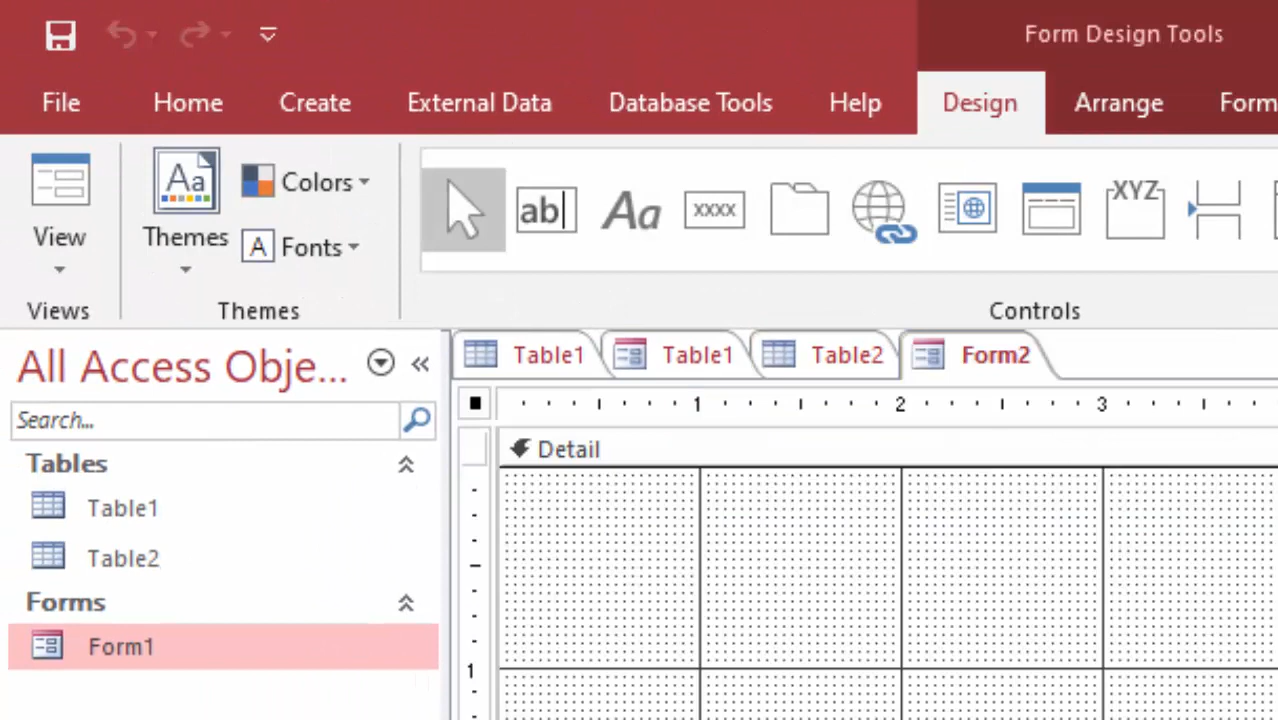 Form Design Tools
File Home Create External Data Database Tools Help Design Arrange Form
Aa Colors
ab Aa XXXX XYZ
View Themes A Fonts
Views Themes Controls
All Access Obje...
Table1 Table1 Table2 Form2
Search...
1 2 3
Tables
Detail
Table1
Table2
Forms
Form1
1